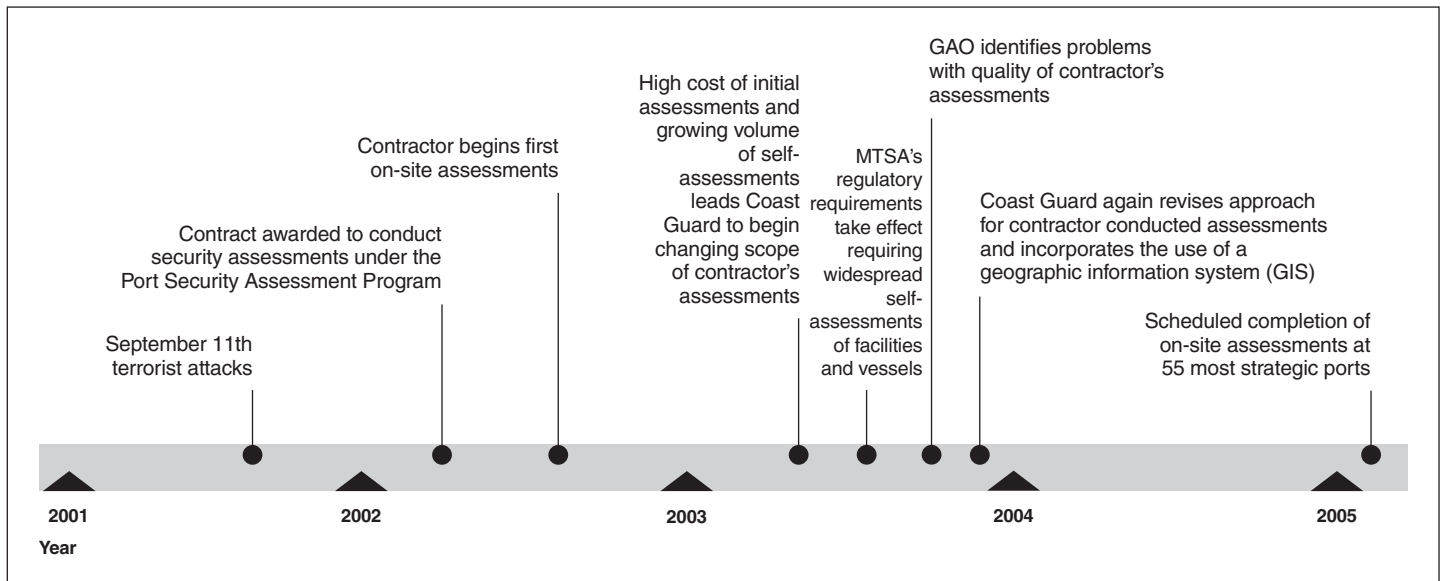 September 11th
terrorist attacks
Contract awarded to conduct
security assessments under the
Port Security Assessment Program
Contractor begins first
on-site assessments
High cost of initial
assessments and
growing volume
of self-
assessments
leads Coast
Guard to begin
changing scope
of contractor's
assessments
MTSA's
regulatory
requirements
take effect
requiring
widespread
self-
assessments
of facilities
and vessels
GAO identifies problems
with quality of contractor's
assessments
Coast Guard again revises approach
for contractor conducted assessments
and incorporates the use of a
geographic information system (GIS)
Scheduled completion of
on-site assessments at
55 most strategic ports
2001
2002
2003
2004
2005
Year